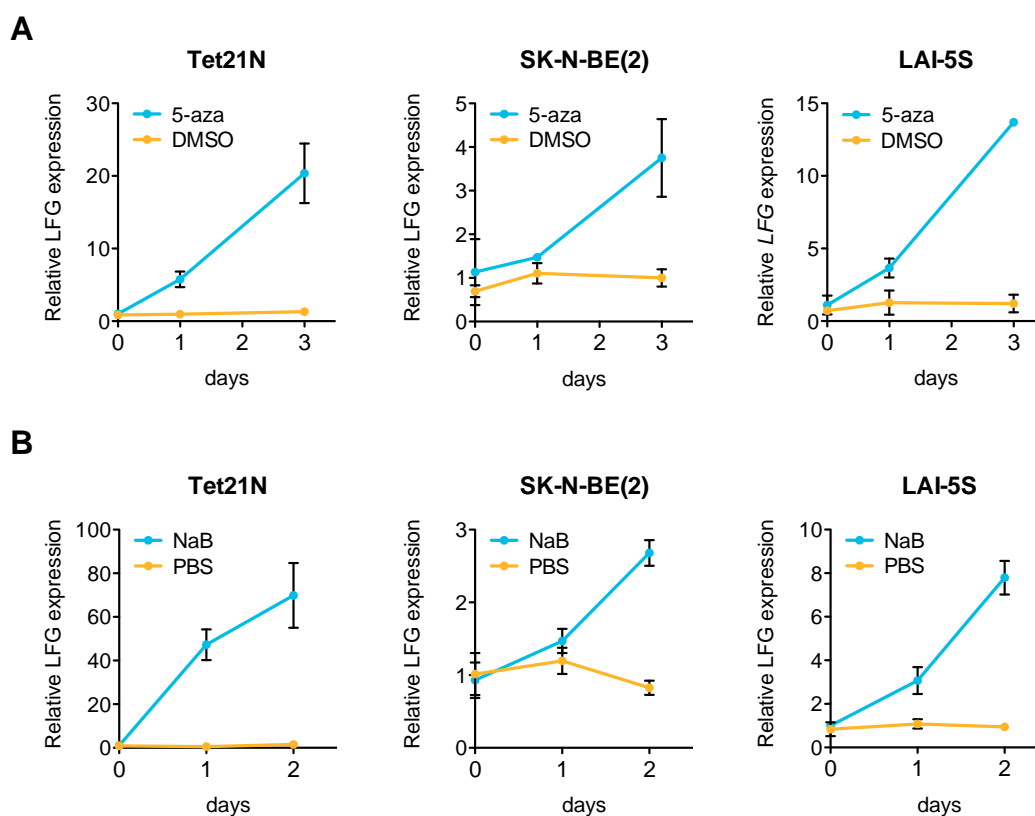 A
Tet21N
Relative LFG expression
30
20
10
0
5-aza
DMSO
0 1 2 3
days
SK-N-BE(2)
Relative LFG expression
5
4
3
2
1
0
5-aza
DMSO
0 1 2 3
days
LAI-5S
Relative LFG expression
15
10
5
0
5-aza
DMSO
0 1 2 3
days
B
Tet21N
Relative LFG expression
100
80
60
40
20
0
NaB
PBS
0 1 2
days
SK-N-BE(2)
Relative LFG expression
3
2
1
0
NaB
PBS
0 1 2
days
LAI-5S
Relative LFG expression
10
8
6
4
2
0
NaB
PBS
0 1 2
days